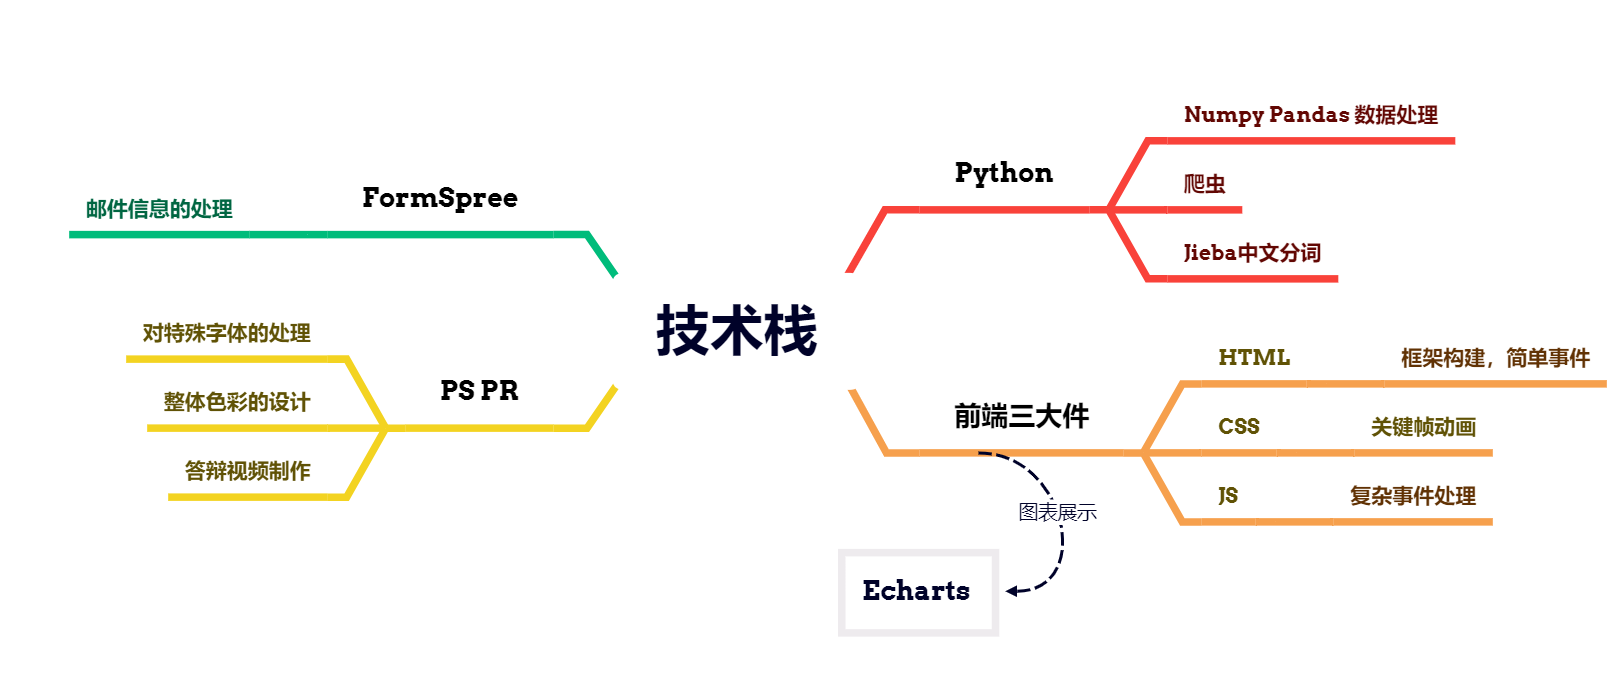 技术栈
Python
Numpy Pandas 数据处理
爬虫
Jieba中文分词
前端三大件
HTML
框架构建，简单事件
CSS
关键帧动画
JS
复杂事件处理
图表展示
Echarts
FormSpree
邮件信息的处理
PS PR
对特殊字体的处理
整体色彩的设计
答辩视频制作